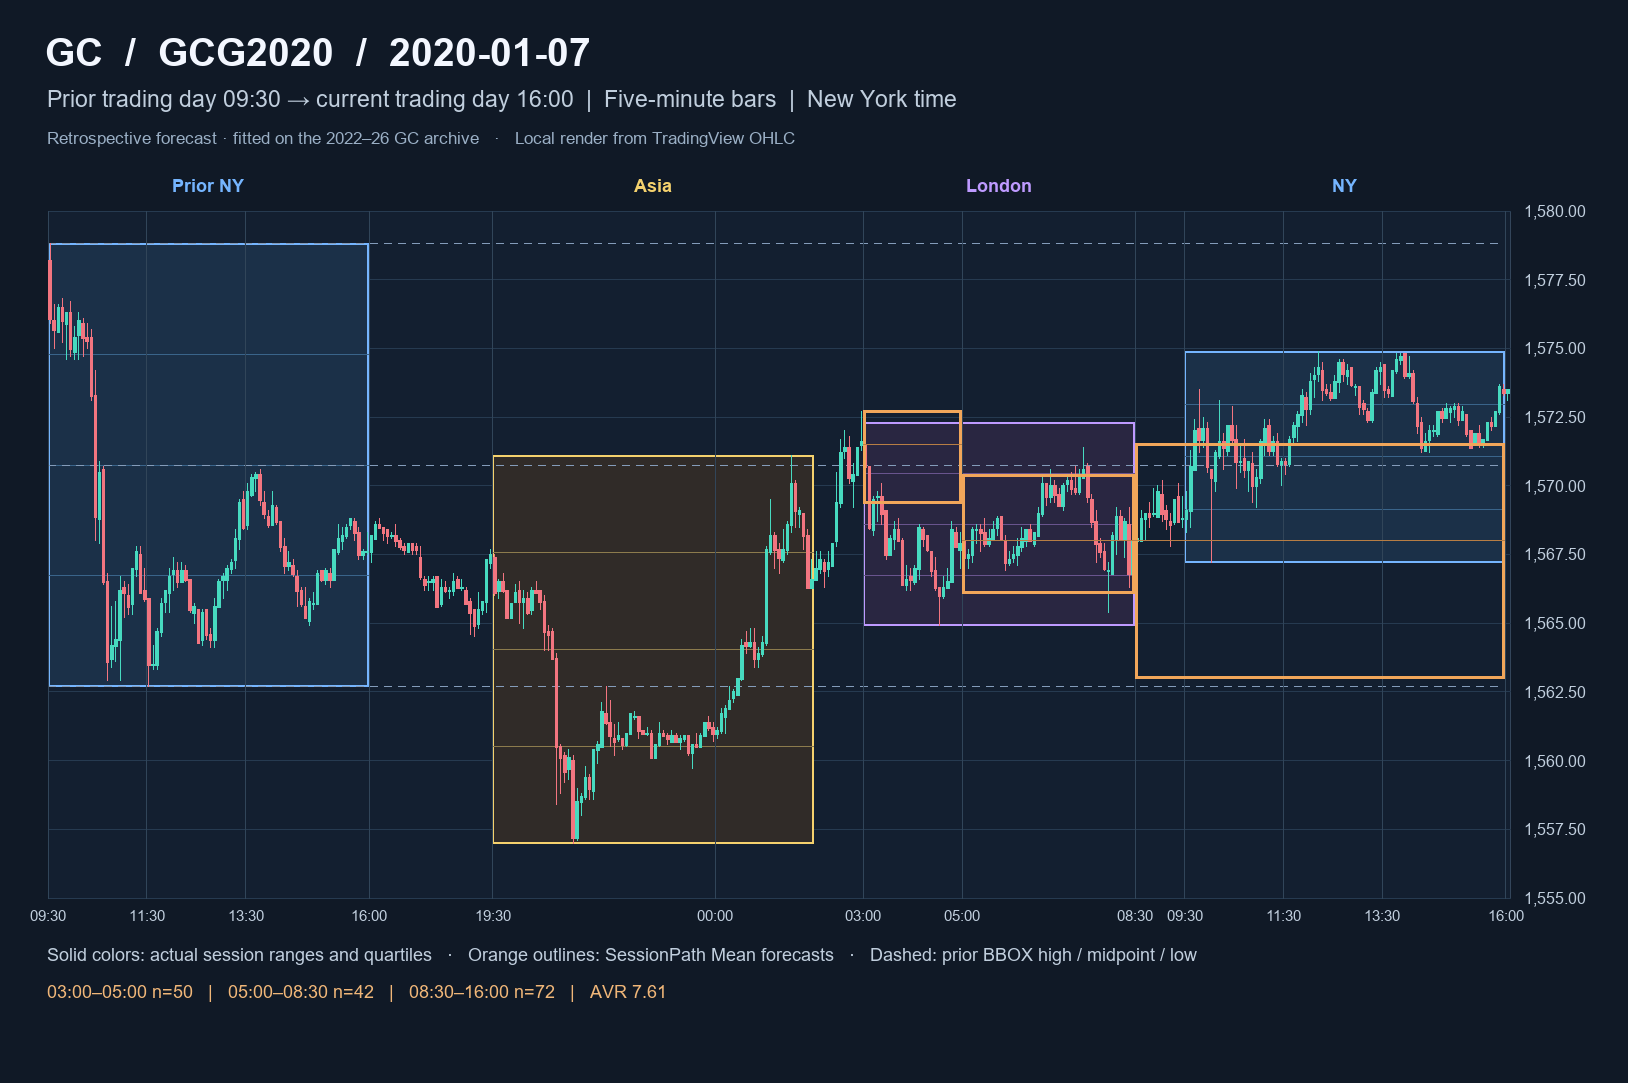 GC / GCG2020 / 2020-01-07
Prior trading day 09:30 → current trading day 16:00 | Five-minute bars | New York time
Retrospective forecast · fitted on the 2022–26 GC archive · Local render from TradingView OHLC
Prior NY Asia London NY
1,580.00
1,577.50
1,575.00
1,572.50
1,570.00
1,567.50
1,565.00
1,562.50
1,560.00
1,557.50
1,555.00
09:30 11:30 13:30 16:00 19:30 00:00 03:00 05:00 08:30 09:30 11:30 13:30 16:00
Solid colors: actual session ranges and quartiles · Orange outlines: SessionPath Mean forecasts · Dashed: prior BBOX high / midpoint / low
03:00–05:00 n=50 | 05:00–08:30 n=42 | 08:30–16:00 n=72 | AVR 7.61